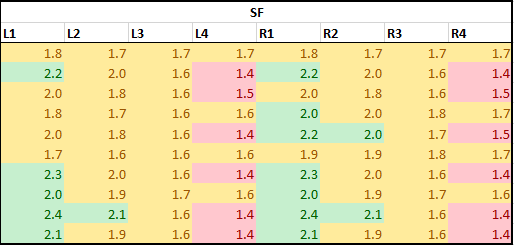 SF
L1 L2 L3 L4 R1 R2 R3 R4
1.8 1.7 1.7 1.7 1.8 1.7 1.7 1.7
2.2 2.0 1.6 1.4 2.2 2.0 1.6 1.4
2.0 1.8 1.6 1.5 2.0 1.8 1.6 1.5
1.8 1.7 1.6 1.6 2.0 2.0 1.8 1.7
2.0 1.8 1.6 1.4 2.2 2.0 1.7 1.5
1.7 1.6 1.6 1.6 1.9 1.9 1.8 1.7
2.3 2.0 1.6 1.4 2.3 2.0 1.6 1.4
2.0 1.9 1.7 1.6 2.0 1.9 1.7 1.6
2.4 2.1 1.6 1.4 2.4 2.1 1.6 1.4
2.1 1.9 1.6 1.4 2.1 1.9 1.6 1.4